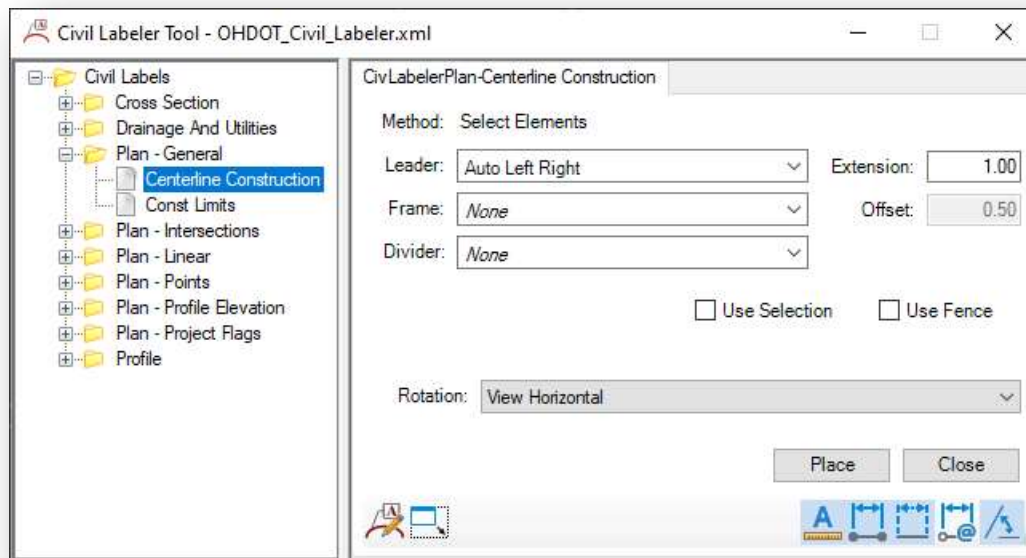 Civil Labeler Tool - OHDOT_Civil_Labeler.xml
Civil Labels
Cross Section
Drainage And Utilities
Plan - General
Centerline Construction
Const Limits
Plan - Intersections
Plan - Linear
Plan - Points
Plan - Profile Elevation
Plan - Project Flags
Profile
CivLabelerPlan-Centerline Construction
Method: Select Elements
Leader: Auto Left Right Extension: 1.00
Frame: None Offset: 0.50
Divider: None
Use Selection Use Fence
Rotation: View Horizontal
Place Close
A A @